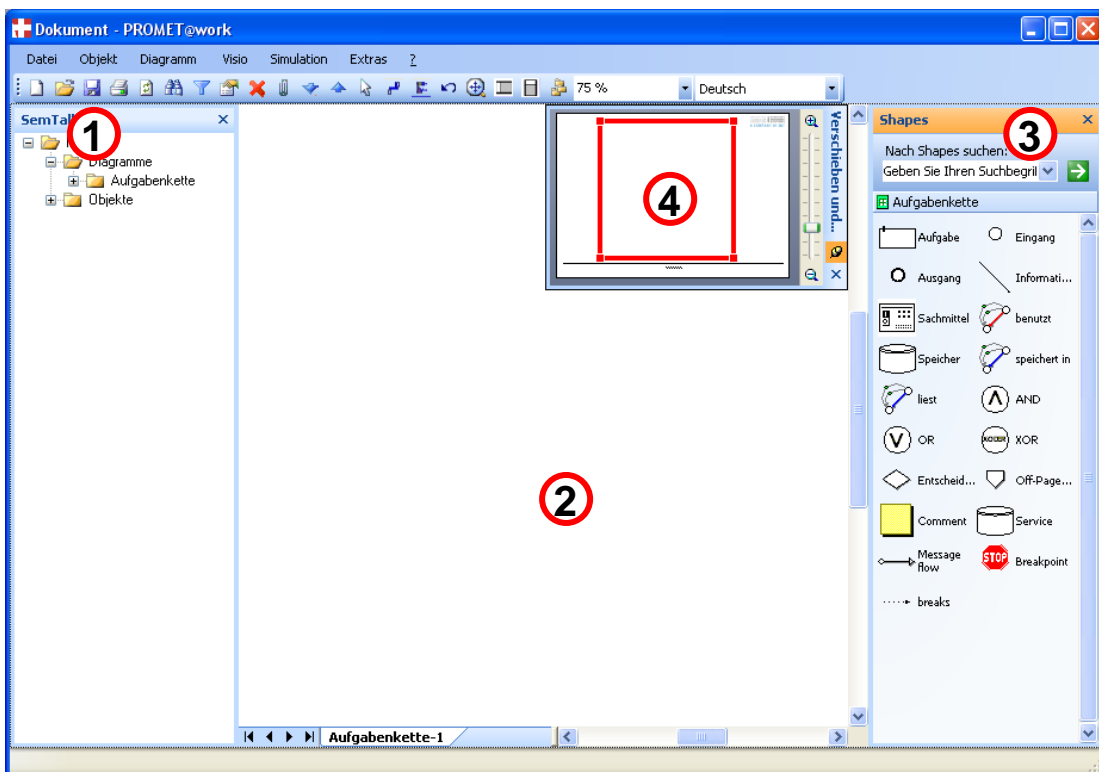 Dokument - PROMET@work
Datei Objekt Diagramm Visio Simulation Extras ?
75 % Deutsch
SemTal
1
Diagramme
Aufgabenkette
Objekte
4
Verschieben und...
2
Aufgabenkette-1
Shapes
3
Nach Shapes suchen:
Geben Sie Ihren Suchbegrif
Aufgabenkette
Aufgabe Eingang
Ausgang Informati...
Sachmittel benutzt
Speicher speichert in
liest AND
V OR XOR
Entscheid... Off-Page...
Comment Service
Message flow STOP Breakpoint
breaks